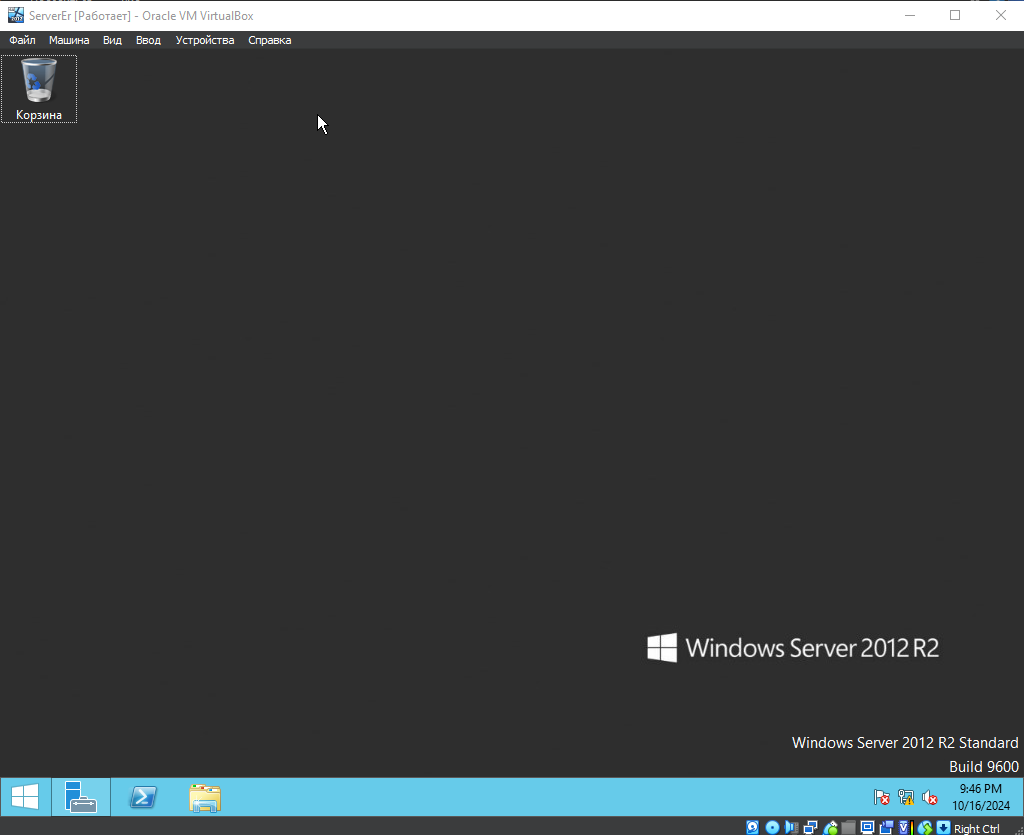 ServerEr [Работает] - Oracle VM VirtualBox
Файл Машина Вид Ввод Устройства Справка
Корзина
Windows Server 2012 R2
Windows Server 2012 R2 Standard
Build 9600
9:46 PM
10/16/2024
Right Ctrl